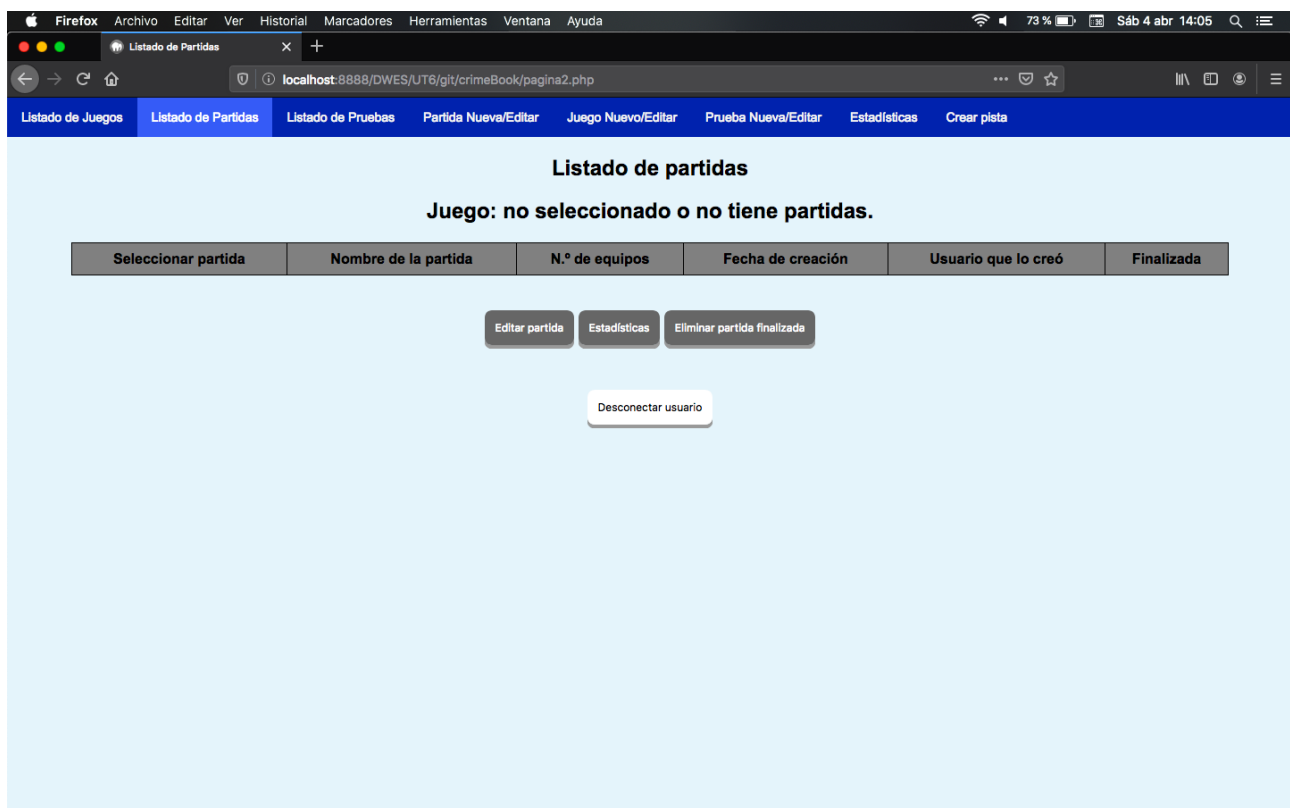 Firefox Archivo Editar Ver Historial Marcadores Herramientas Ventana Ayuda 73 % Sáb 4 abr 14:05
Listado de Partidas
localhost:8888/DWES/UT6/git/crimeBook/pagina2.php
Listado de Juegos Listado de Partidas Listado de Pruebas Partida Nueva/Editar Juego Nuevo/Editar Prueba Nueva/Editar Estadísticas Crear pista
Listado de partidas
Juego: no seleccionado o no tiene partidas.
Seleccionar partida Nombre de la partida N.º de equipos Fecha de creación Usuario que lo creó Finalizada
Editar partida Estadísticas Eliminar partida finalizada
Desconectar usuario